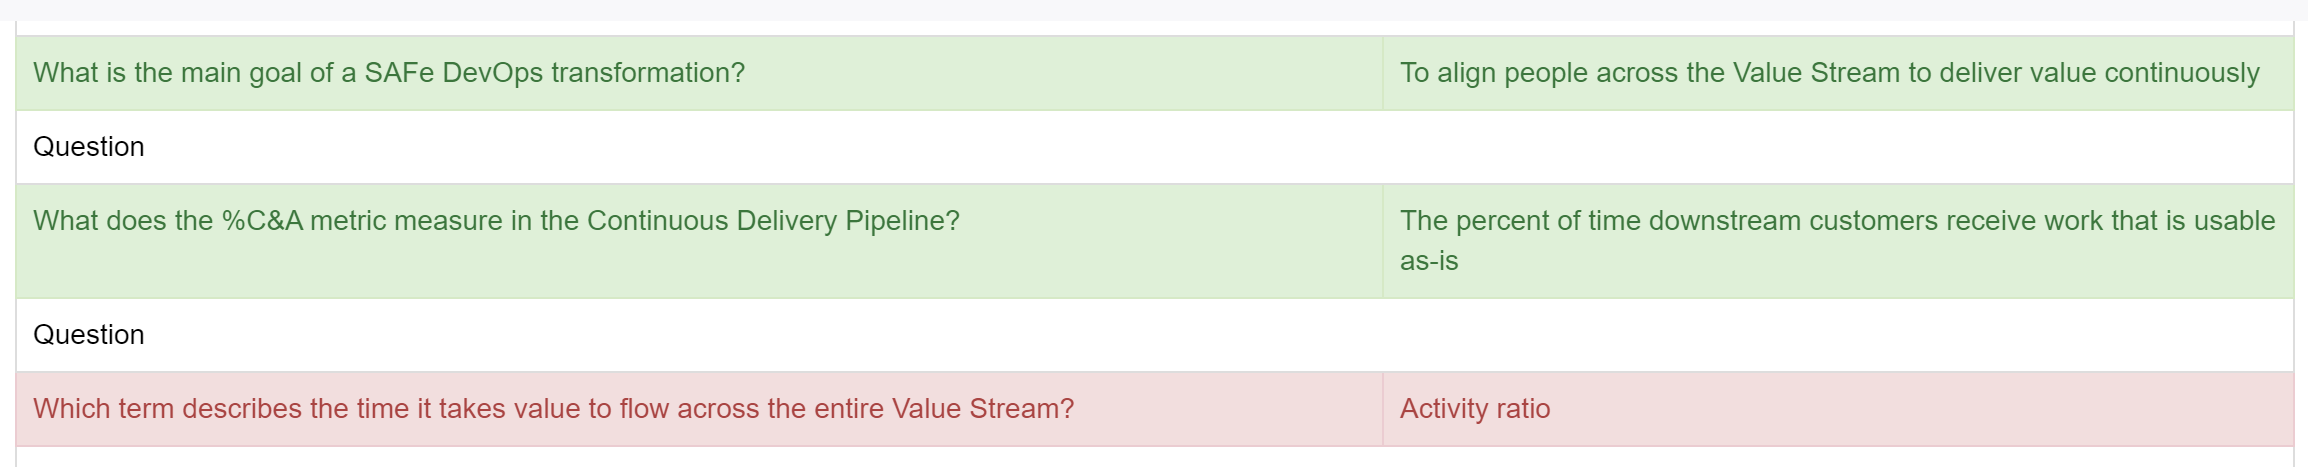 What is the main goal of a SAFe DevOps transformation?
To align people across the Value Stream to deliver value continuously
Question
What does the %C&A metric measure in the Continuous Delivery Pipeline?
The percent of time downstream customers receive work that is usable
as-is
Question
Which term describes the time it takes value to flow across the entire Value Stream?
Activity ratio